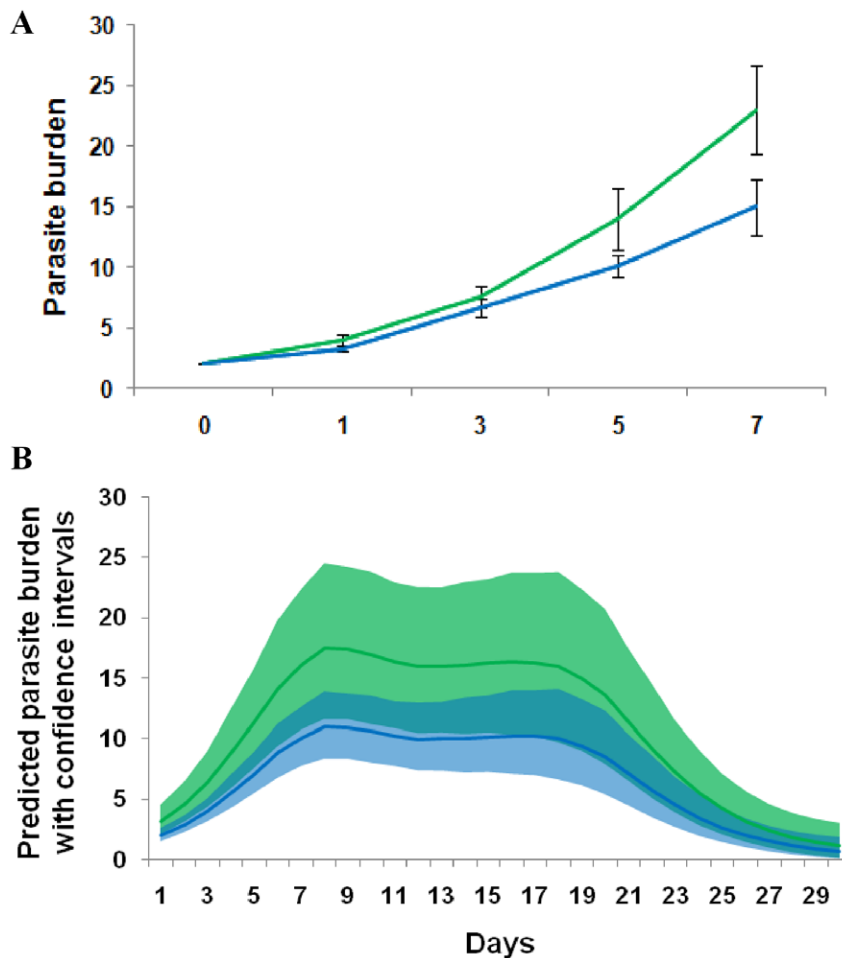 A
Parasite burden
30
25
20
15
10
5
0
0 1 3 5 7
B
Predicted parasite burden
with confidence intervals
30
25
20
15
10
5
0
1 3 5 7 9 11 13 15 17 19 21 23 25 27 29
Days